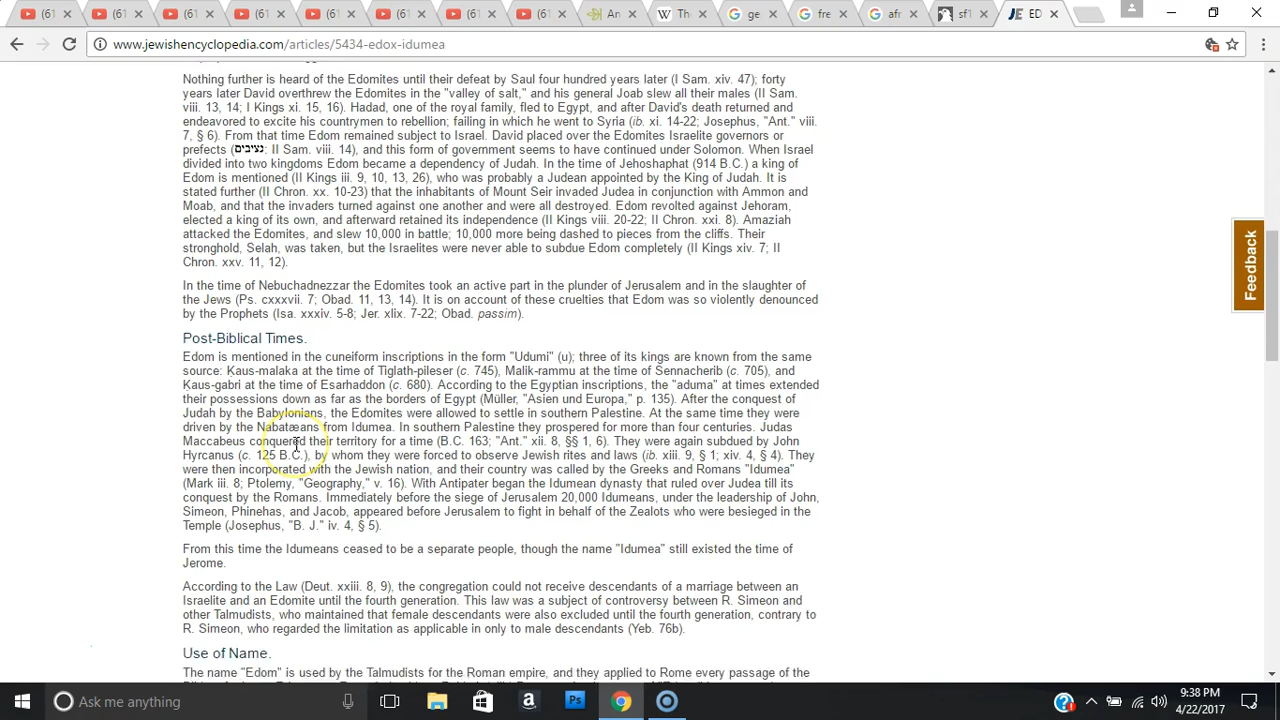 (61
(61
(61
(61
(61
(61
(61
(61
An
Th
ge
fre
afr
sf1
ED
www.jewishencyclopedia.com/articles/5434-edox-idumea
Nothing further is heard of the Edomites until their defeat by Saul four hundred years later (I Sam. xiv. 47); forty
years later David overthrew the Edomites in the "valley of salt," and his general Joab slew all their males (II Sam.
viii. 13, 14; I Kings xi. 15, 16). Hadad, one of the royal family, fled to Egypt, and after David's death returned and
endeavored to excite his countrymen to rebellion; failing in which he went to Syria (ib. xi. 14-22; Josephus, "Ant." viii.
7, § 6). From that time Edom remained subject to Israel. David placed over the Edomites Israelite governors or
prefects (נציבים: II Sam. viii. 14), and this form of government seems to have continued under Solomon. When Israel
divided into two kingdoms Edom became a dependency of Judah. In the time of Jehoshaphat (914 B.C.) a king of
Edom is mentioned (II Kings iii. 9, 10, 13, 26), who was probably a Judean appointed by the King of Judah. It is
stated further (II Chron. xx. 10-23) that the inhabitants of Mount Seir invaded Judea in conjunction with Ammon and
Moab, and that the invaders turned against one another and were all destroyed. Edom revolted against Jehoram,
elected a king of its own, and afterward retained its independence (II Kings viii. 20-22; II Chron. xxi. 8). Amaziah
attacked the Edomites, and slew 10,000 in battle; 10,000 more being dashed to pieces from the cliffs. Their
stronghold, Selah, was taken, but the Israelites were never able to subdue Edom completely (II Kings xiv. 7; II
Chron. xxv. 11, 12).
In the time of Nebuchadnezzar the Edomites took an active part in the plunder of Jerusalem and in the slaughter of
the Jews (Ps. cxxxvii. 7; Obad. 11, 13, 14). It is on account of these cruelties that Edom was so violently denounced
by the Prophets (Isa. xxxiv. 5-8; Jer. xlix. 7-22; Obad. passim).
Post-Biblical Times.
Edom is mentioned in the cuneiform inscriptions in the form "Udumi" (u); three of its kings are known from the same
source: Ḳaus-malaka at the time of Tiglath-pileser (c. 745), Malik-rammu at the time of Sennacherib (c. 705), and
Ḳaus-gabri at the time of Esarhaddon (c. 680). According to the Egyptian inscriptions, the "aduma" at times extended
their possessions down as far as the borders of Egypt (Müller, "Asien und Europa," p. 135). After the conquest of
Judah by the Babylonians, the Edomites were allowed to settle in southern Palestine. At the same time they were
driven by the Nabatæans from Idumea. In southern Palestine they prospered for more than four centuries. Judas
Maccabeus conquered their territory for a time (B.C. 163; "Ant." xii. 8, §§ 1, 6). They were again subdued by John
Hyrcanus (c. 125 B.C.), by whom they were forced to observe Jewish rites and laws (ib. xiii. 9, § 1; xiv. 4, § 4). They
were then incorporated with the Jewish nation, and their country was called by the Greeks and Romans "Idumea"
(Mark iii. 8; Ptolemy, "Geography," v. 16). With Antipater began the Idumean dynasty that ruled over Judea till its
conquest by the Romans. Immediately before the siege of Jerusalem 20,000 Idumeans, under the leadership of John,
Simeon, Phinehas, and Jacob, appeared before Jerusalem to fight in behalf of the Zealots who were besieged in the
Temple (Josephus, "B. J." iv. 4, § 5).
From this time the Idumeans ceased to be a separate people, though the name "Idumea" still existed the time of
Jerome.
According to the Law (Deut. xxiii. 8, 9), the congregation could not receive descendants of a marriage between an
Israelite and an Edomite until the fourth generation. This law was a subject of controversy between R. Simeon and
other Talmudists, who maintained that female descendants were also excluded until the fourth generation, contrary to
R. Simeon, who regarded the limitation as applicable in only to male descendants (Yeb. 76b).
Use of Name.
The name "Edom" is used by the Talmudists for the Roman empire, and they applied to Rome every passage of the
Feedback
Ask me anything
9:38 PM
4/22/2017